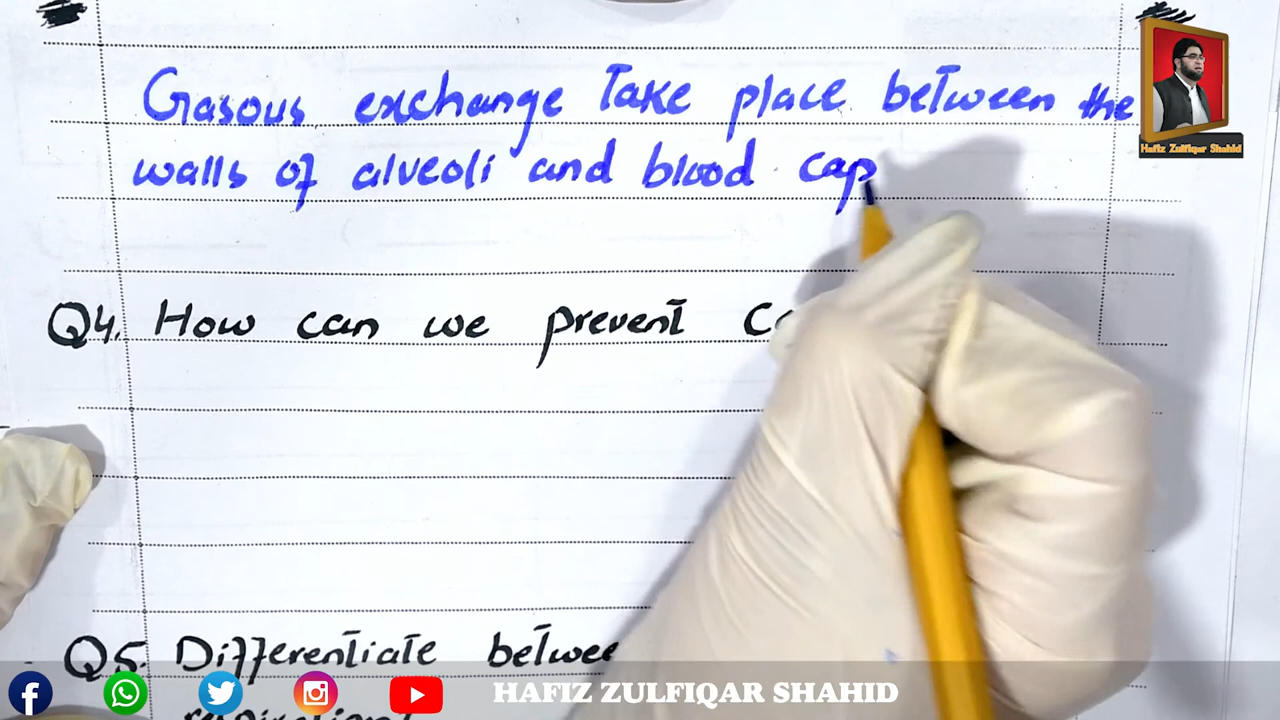 Gasous exchange Take place between the
walls of alveoli and blood cap
Hafiz Zulfiqar Shahid
Q4. How can we prevent
Q5. Differentiate
HAFIZ ZULFIQAR SHAHID